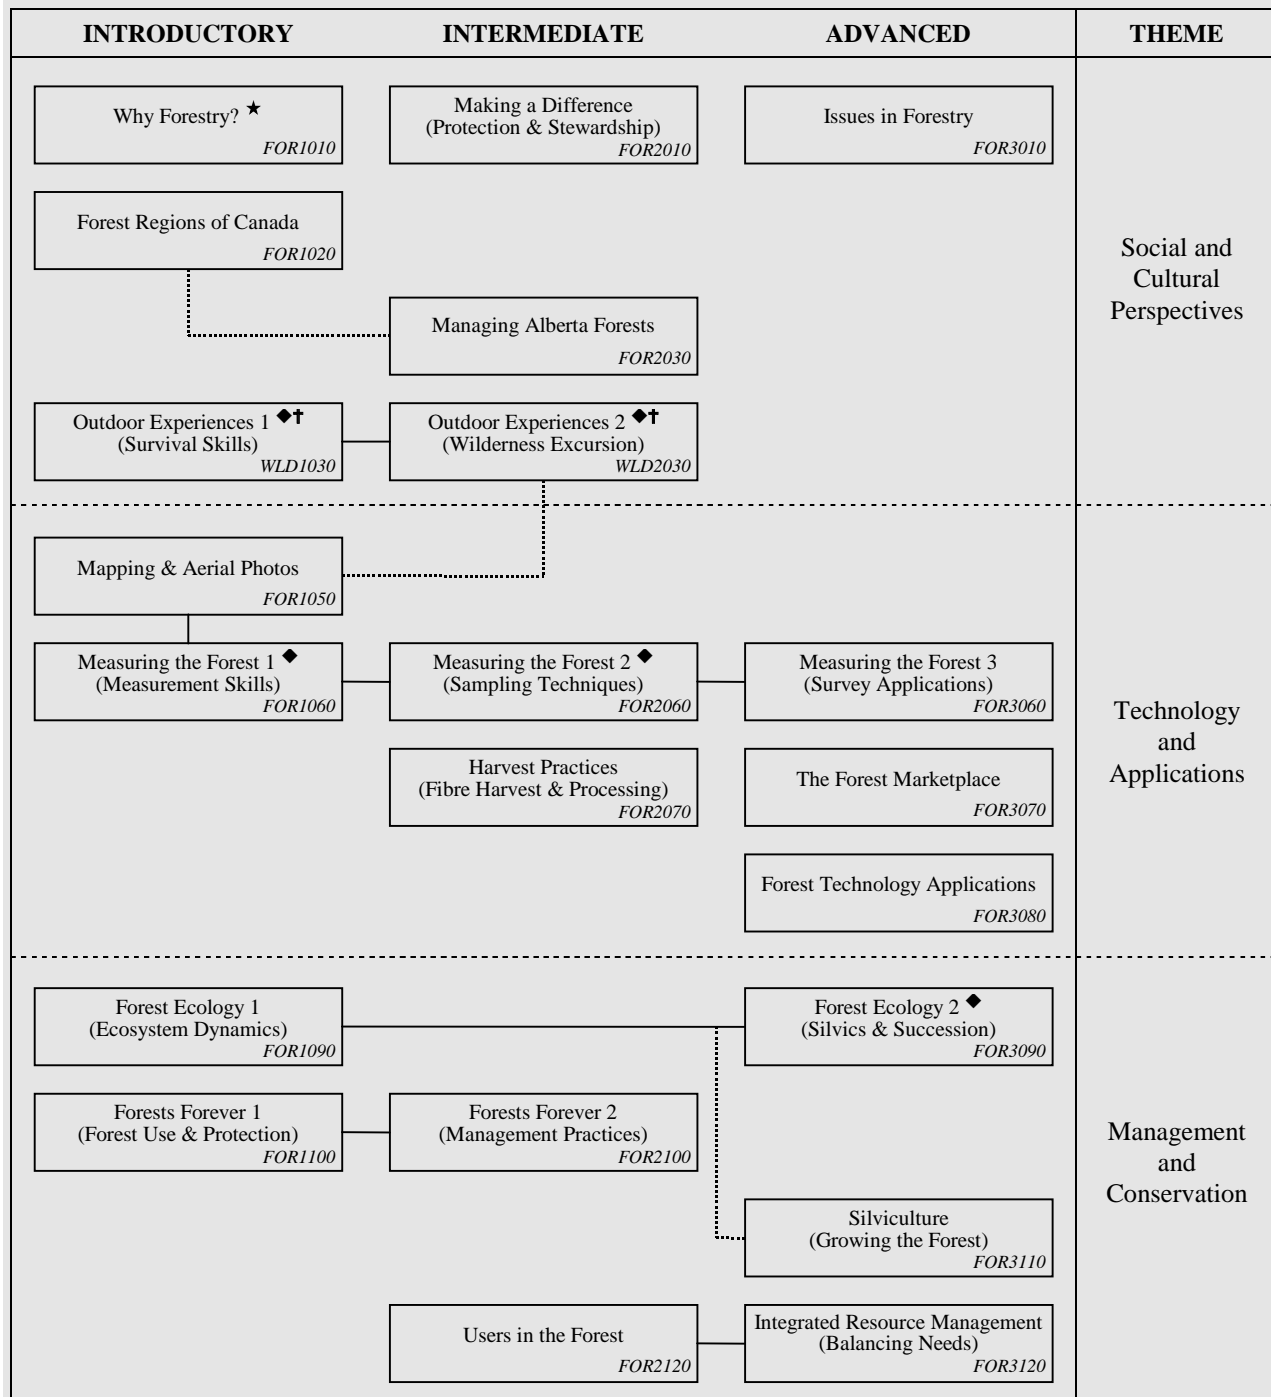 INTRODUCTORY INTERMEDIATE ADVANCED THEME
Why Forestry? ★
FOR1010
Making a Difference
(Protection & Stewardship)
FOR2010
Issues in Forestry
FOR3010
Forest Regions of Canada
FOR1020
Managing Alberta Forests
FOR2030
Outdoor Experiences 1 ◆✝
(Survival Skills)
WLD1030
Outdoor Experiences 2 ◆✝
(Wilderness Excursion)
WLD2030
Social and
Cultural
Perspectives
Mapping & Aerial Photos
FOR1050
Measuring the Forest 1 ◆
(Measurement Skills)
FOR1060
Measuring the Forest 2 ◆
(Sampling Techniques)
FOR2060
Measuring the Forest 3
(Survey Applications)
FOR3060
Harvest Practices
(Fibre Harvest & Processing)
FOR2070
The Forest Marketplace
FOR3070
Forest Technology Applications
FOR3080
Technology
and
Applications
Forest Ecology 1
(Ecosystem Dynamics)
FOR1090
Forest Ecology 2 ◆
(Silvics & Succession)
FOR3090
Forests Forever 1
(Forest Use & Protection)
FOR1100
Forests Forever 2
(Management Practices)
FOR2100
Silviculture
(Growing the Forest)
FOR3110
Users in the Forest
FOR2120
Integrated Resource Management
(Balancing Needs)
FOR3120
Management
and
Conservation